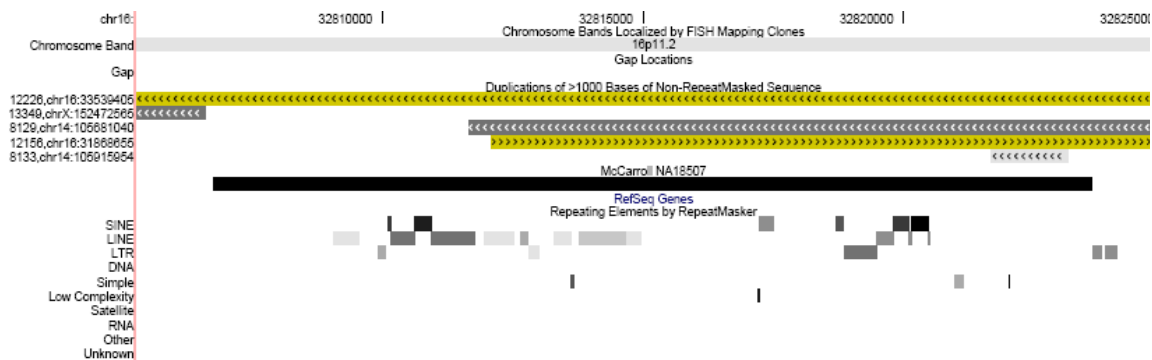 chr16: 32810000 32815000 32820000 32825000
Chromosome Bands Localized by FISH Mapping Clones
Chromosome Band 16p11.2
Gap Locations
Gap
Duplications of >1000 Bases of Non-RepeatMasked Sequence
12226,chr16:33539405
13349,chrX:152472565
8129,chr14:105681040
12156,chr16:31868655
8133,chr14:105915954
McCarroll NA18507
RefSeq Genes
Repeating Elements by RepeatMasker
SINE
LINE
LTR
DNA
Simple
Low Complexity
Satellite
RNA
Other
Unknown